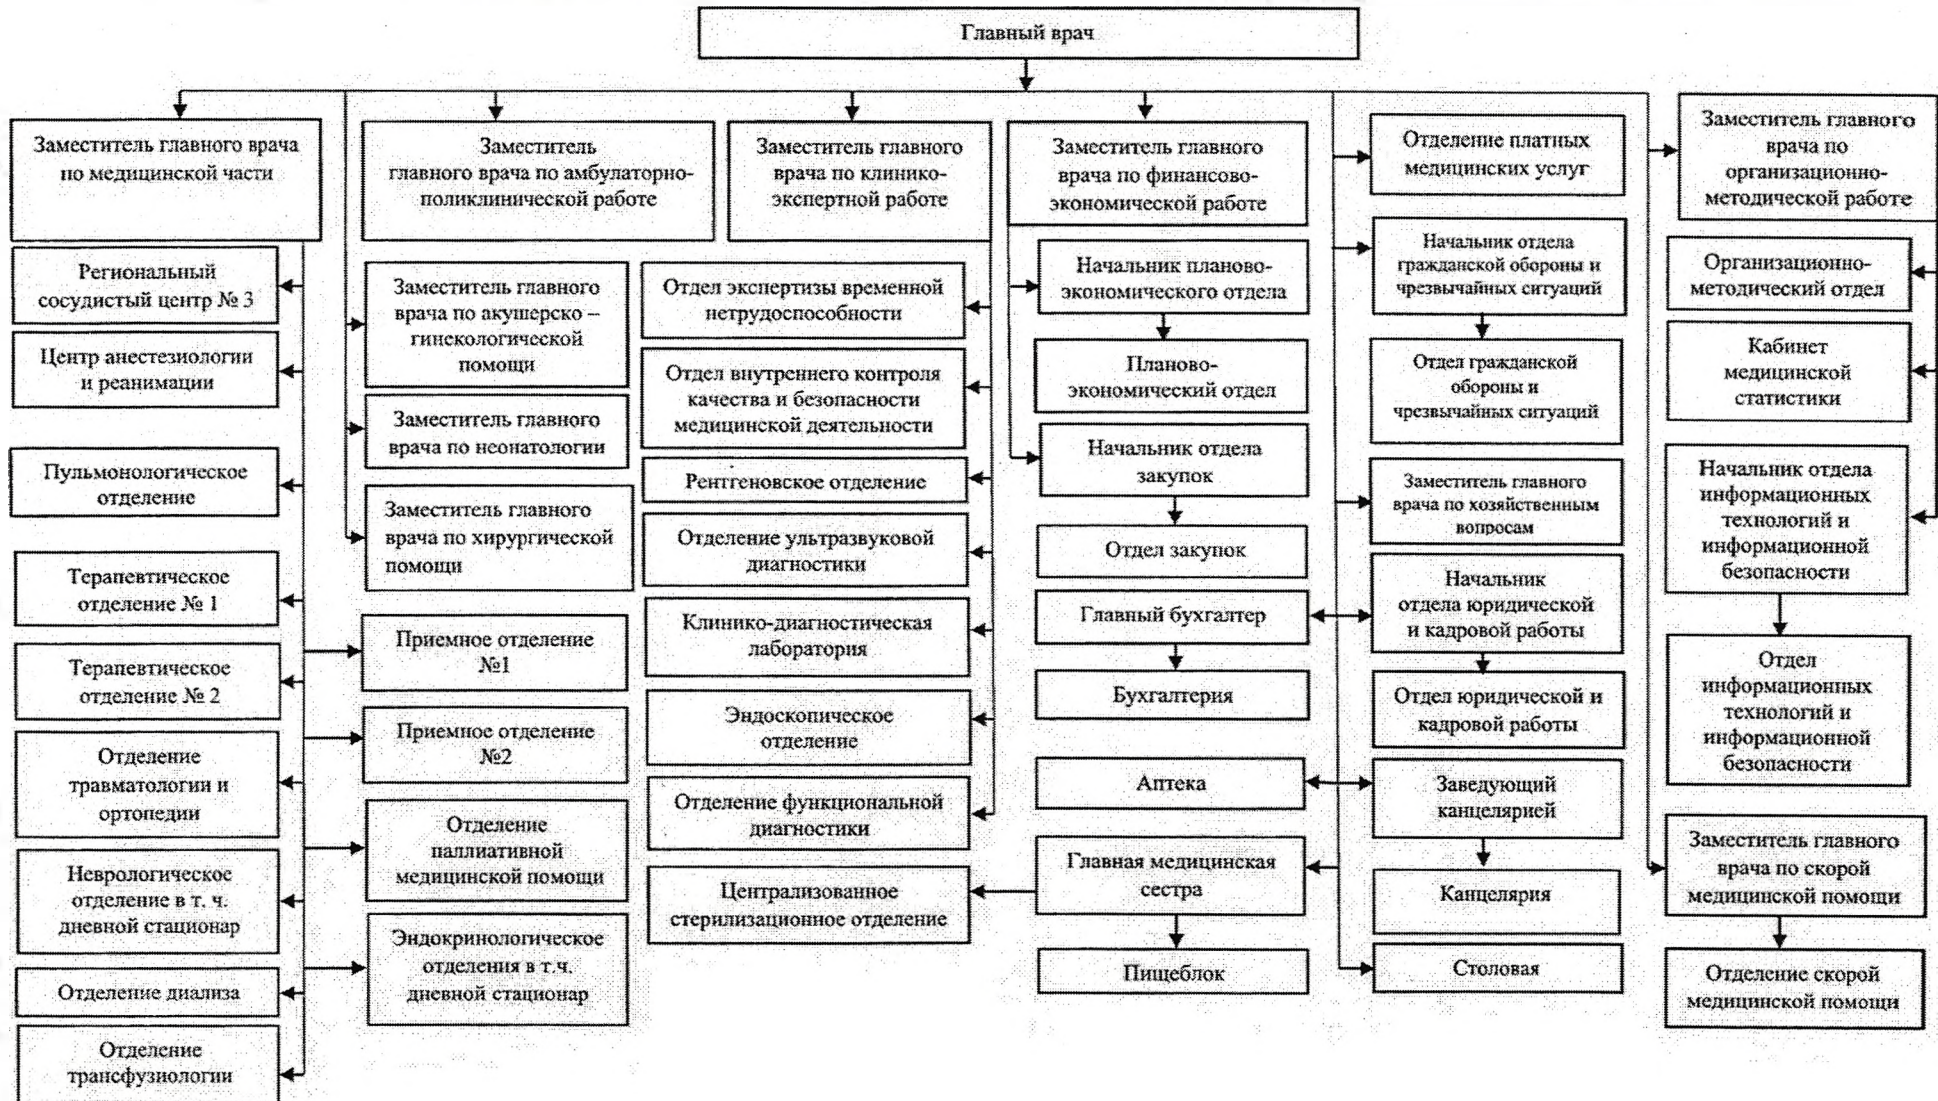 Главный врач
Заместитель главного врача
по медицинской части
Заместитель
главного врача по амбулаторно-
поликлинической работе
Заместитель главного
врача по клинико-
экспертной работе
Заместитель главного
врача по финансово-
экономической работе
Отделение платных
медицинских услуг
Заместитель главного
врача по
организационно-
методической работе
Региональный
сосудистый центр № 3
Центр анестезиологии
и реанимации
Пульмонологическое
отделение
Терапевтическое
отделение № 1
Терапевтическое
отделение № 2
Отделение
травматологии и
ортопедии
Неврологическое
отделение в т. ч.
дневной стационар
Отделение диализа
Отделение
трансфузиологии
Заместитель главного
врача по акушерско –
гинекологической
помощи
Заместитель главного
врача по неонатологии
Заместитель главного
врача по хирургической
помощи
Приемное отделение
№1
Приемное отделение
№2
Отделение
паллиативной
медицинской помощи
Эндокринологическое
отделения в т.ч.
дневной стационар
Отдел экспертизы временной
нетрудоспособности
Отдел внутреннего контроля
качества и безопасности
медицинской деятельности
Рентгеновское отделение
Отделение ультразвуковой
диагностики
Клинико-диагностическая
лаборатория
Эндоскопическое
отделение
Отделение функциональной
диагностики
Централизованное
стерилизационное отделение
Начальник планово-
экономического отдела
Планово-
экономический отдел
Начальник отдела
закупок
Отдел закупок
Главный бухгалтер
Бухгалтерия
Аптека
Главная медицинская
сестра
Пищеблок
Начальник отдела
гражданской обороны и
чрезвычайных ситуаций
Отдел гражданской
обороны и
чрезвычайных ситуаций
Заместитель главного
врача по хозяйственным
вопросам
Начальник
отдела юридической
и кадровой работы
Отдел юридической и
кадровой работы
Заведующий
канцелярией
Канцелярия
Столовая
Организационно-
методический отдел
Кабинет
медицинской
статистики
Начальник отдела
информационных
технологий и
информационной
безопасности
Отдел
информационных
технологий и
информационной
безопасности
Заместитель главного
врача по скорой
медицинской помощи
Отделение скорой
медицинской помощи